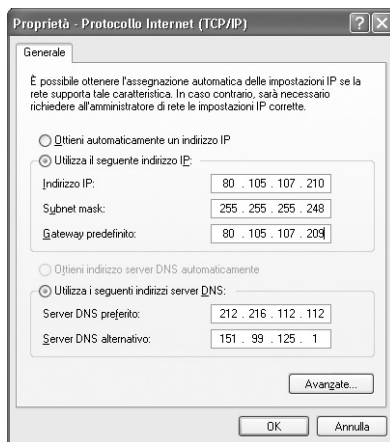 Proprietà - Protocollo Internet (TCP/IP)
Generale
È possibile ottenere l'assegnazione automatica delle impostazioni IP se la
rete supporta tale caratteristica. In caso contrario, sarà necessario
richiedere all'amministratore di rete le impostazioni IP corrette.
Ottieni automaticamente un indirizzo IP
Utilizza il seguente indirizzo IP:
Indirizzo IP: 80 . 105 . 107 . 210
Subnet mask: 255 . 255 . 255 . 248
Gateway predefinito: 80 . 105 . 107 . 209
Ottieni indirizzo server DNS automaticamente
Utilizza i seguenti indirizzi server DNS:
Server DNS preferito: 212 . 216 . 112 . 112
Server DNS alternativo: 151 . 99 . 125 . 1
Avanzate...
OK Annulla